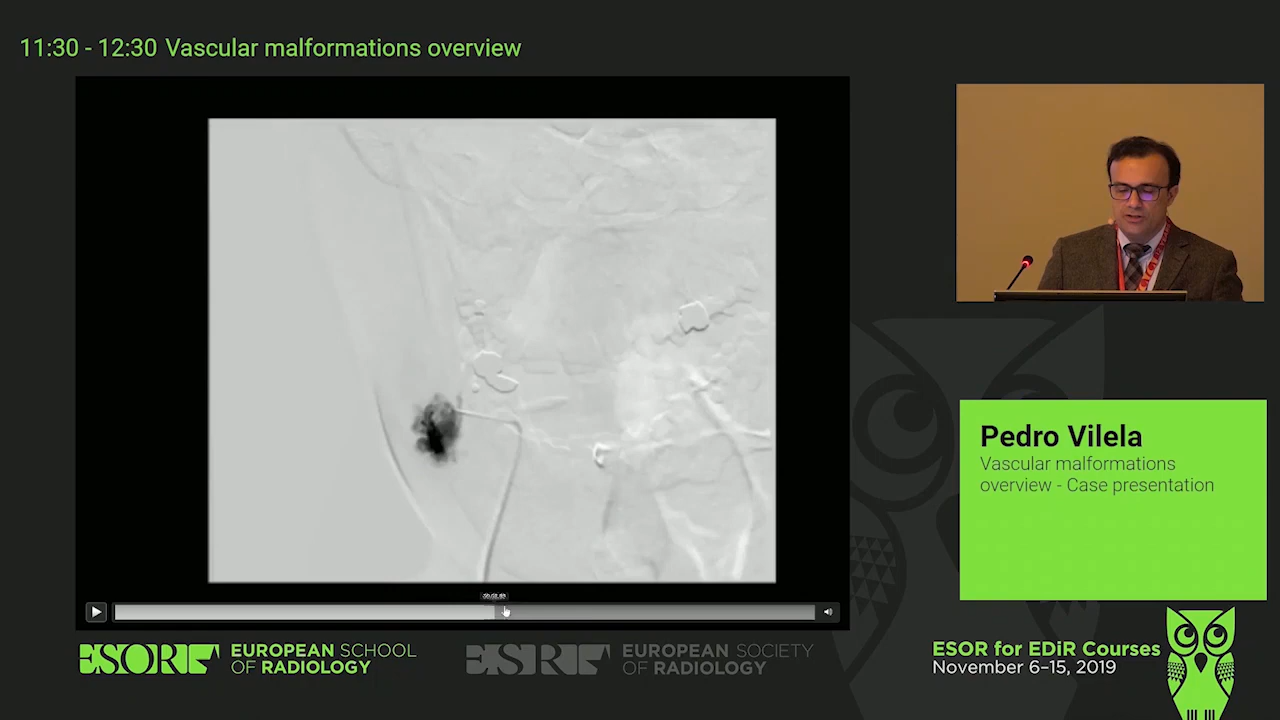 11:30 - 12:30 Vascular malformations overview
Pedro Vilela
Vascular malformations
overview - Case presentation
ESOR
EUROPEAN SCHOOL
OF RADIOLOGY
ESR
EUROPEAN SOCIETY
OF RADIOLOGY
ESOR for EDiR Courses
November 6–15, 2019